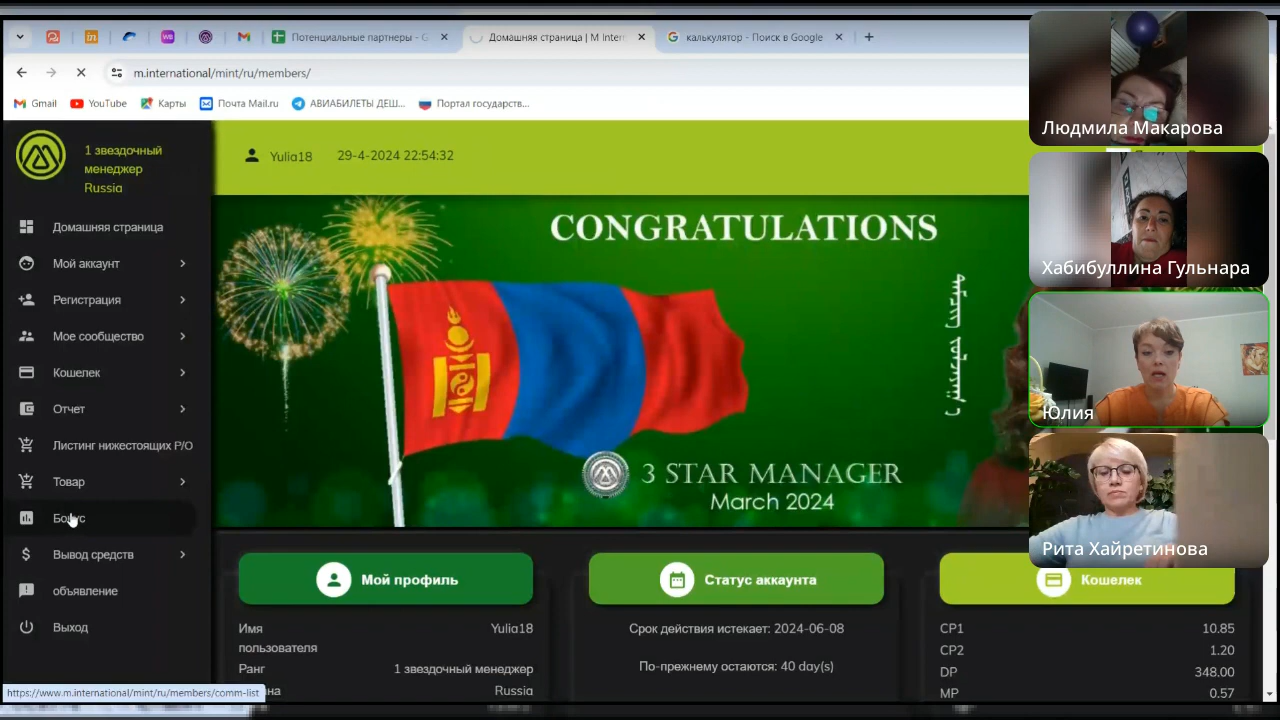 Потенциальные партнеры - G
Домашняя страница | M Inter
калькулятор - Поиск в Google
m.international/mint/ru/members/
Gmail
YouTube
Карты
Почта Mail.ru
АВИАБИЛЕТЫ ДЕШ...
Портал государств...
1 звездочный
менеджер
Russia
Yulia18
29-4-2024 22:54:32
Домашняя страница
Мой аккаунт
Регистрация
Мое сообщество
Кошелек
Отчет
Листинг нижестоящих P/O
Товар
Бонус
Вывод средств
объявление
Выход
https://www.m.international/mint/ru/members/comm-list
CONGRATULATIONS
3 STAR MANAGER
March 2024
Мой профиль
Имя
пользователя
Yulia18
Ранг
1 звездочный менеджер
Russia
Статус аккаунта
Срок действия истекает: 2024-06-08
По-прежнему остаются: 40 day(s)
Кошелек
CP1
10.85
CP2
1.20
DP
348.00
MP
0.57
Людмила Макарова
Хабибуллина Гульнара
Юлия
Рита Хайретинова